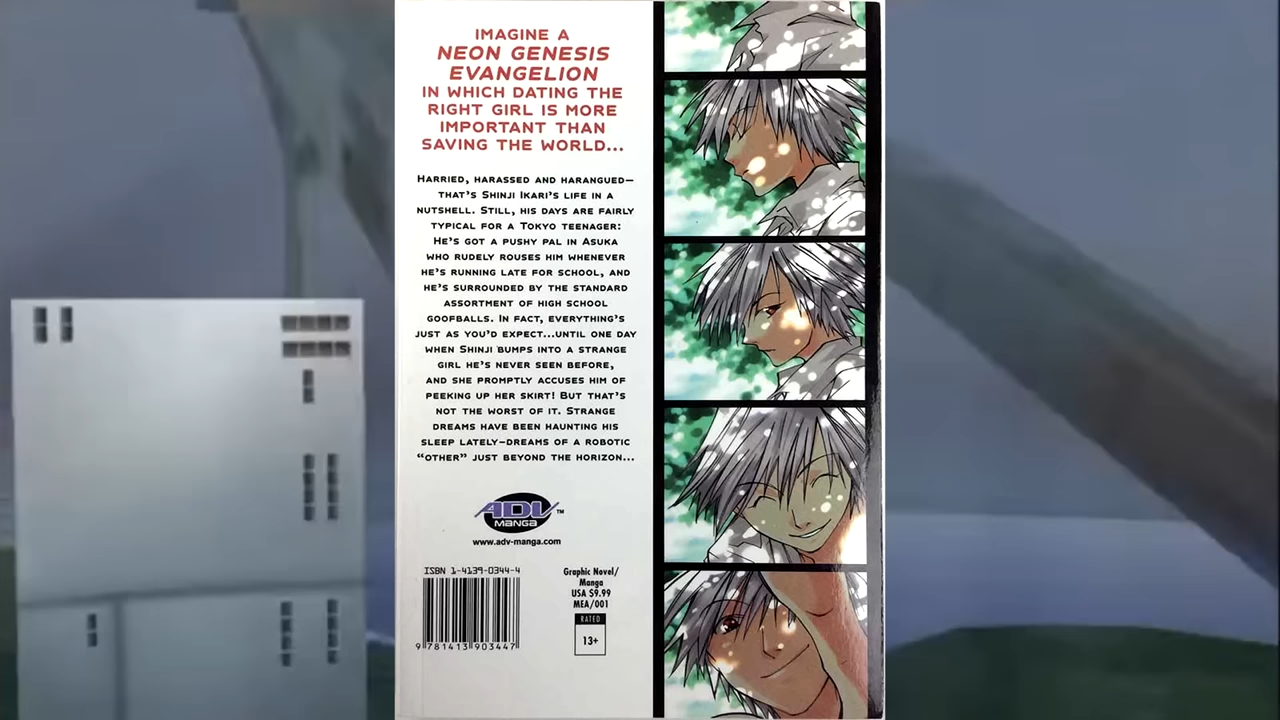 IMAGINE A
NEON GENESIS
EVANGELION
IN WHICH DATING THE
RIGHT GIRL IS MORE
IMPORTANT THAN
SAVING THE WORLD...
HARRIED, HARASSED AND HARANGUED—
THAT'S SHINJI IKARI'S LIFE IN A
NUTSHELL. STILL, HIS DAYS ARE FAIRLY
TYPICAL FOR A TOKYO TEENAGER:
HE'S GOT A PUSHY PAL IN ASUKA
WHO RUDELY ROUSES HIM WHENEVER
HE'S RUNNING LATE FOR SCHOOL, AND
HE'S SURROUNDED BY THE STANDARD
ASSORTMENT OF HIGH SCHOOL
GOOFBALLS. IN FACT, EVERYTHING'S
JUST AS YOU'D EXPECT...UNTIL ONE DAY
WHEN SHINJI BUMPS INTO A STRANGE
GIRL HE'S NEVER SEEN BEFORE,
AND SHE PROMPTLY ACCUSES HIM OF
PEEKING UP HER SKIRT! BUT THAT'S
NOT THE WORST OF IT. STRANGE
DREAMS HAVE BEEN HAUNTING HIS
SLEEP LATELY—DREAMS OF A ROBOTIC
"OTHER" JUST BEYOND THE HORIZON...
ADV™
MANGA
www.adv-manga.com
ISBN 1-4139-0344-4
9 781413 903447
Graphic Novel/
Manga
USA $9.99
MEA/001
RATED
13+